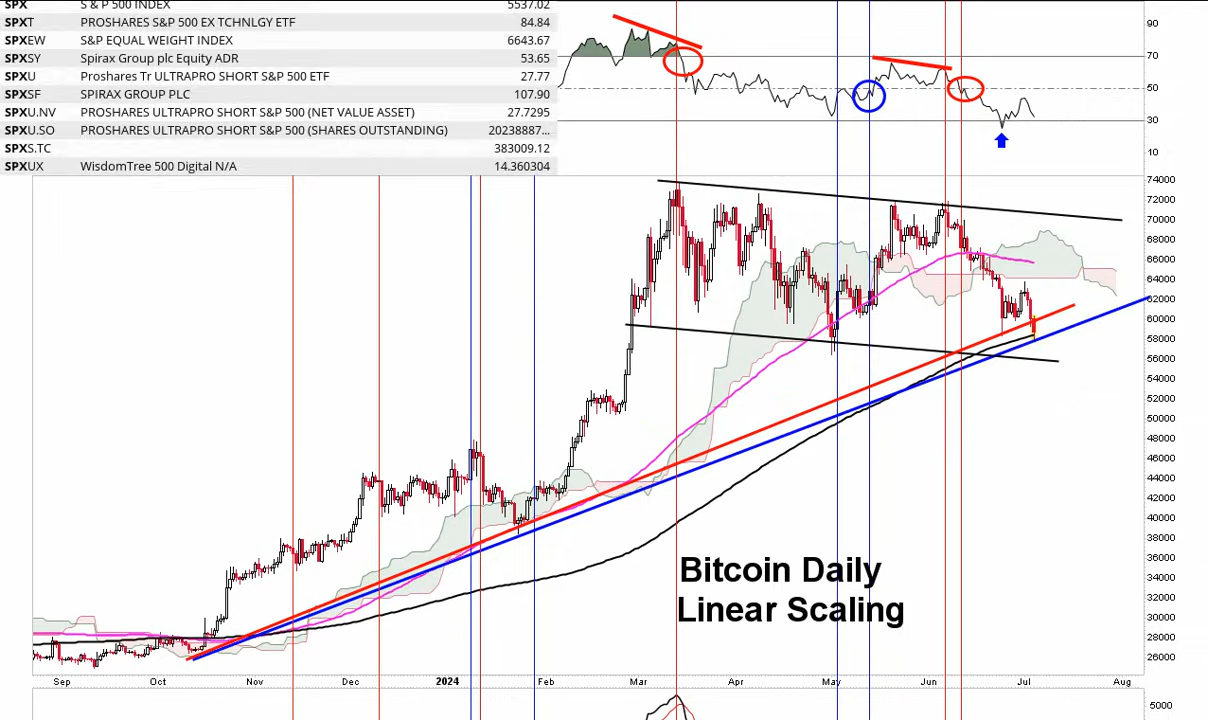 SPX S & P 500 INDEX 5537.02
SPXT PROSHARES S&P 500 EX TCHNLGY ETF 84.84
SPXEW S&P EQUAL WEIGHT INDEX 6643.67
SPXSY Spirax Group plc Equity ADR 53.65
SPXU Proshares Tr ULTRAPRO SHORT S&P 500 ETF 27.77
SPXSF SPIRAX GROUP PLC 107.90
SPXU.NV PROSHARES ULTRAPRO SHORT S&P 500 (NET VALUE ASSET) 27.7295
SPXU.SO PROSHARES ULTRAPRO SHORT S&P 500 (SHARES OUTSTANDING) 20238887...
SPXS.TC 383009.12
SPXUX WisdomTree 500 Digital N/A 14.360304
90
70
50
30
10
74000
72000
70000
68000
66000
64000
62000
60000
58000
56000
54000
52000
50000
48000
46000
44000
42000
40000
38000
36000
34000
32000
30000
28000
26000
Bitcoin Daily
Linear Scaling
Sep Oct Nov Dec 2024 Feb Mar Apr May Jun Jul Aug
5000